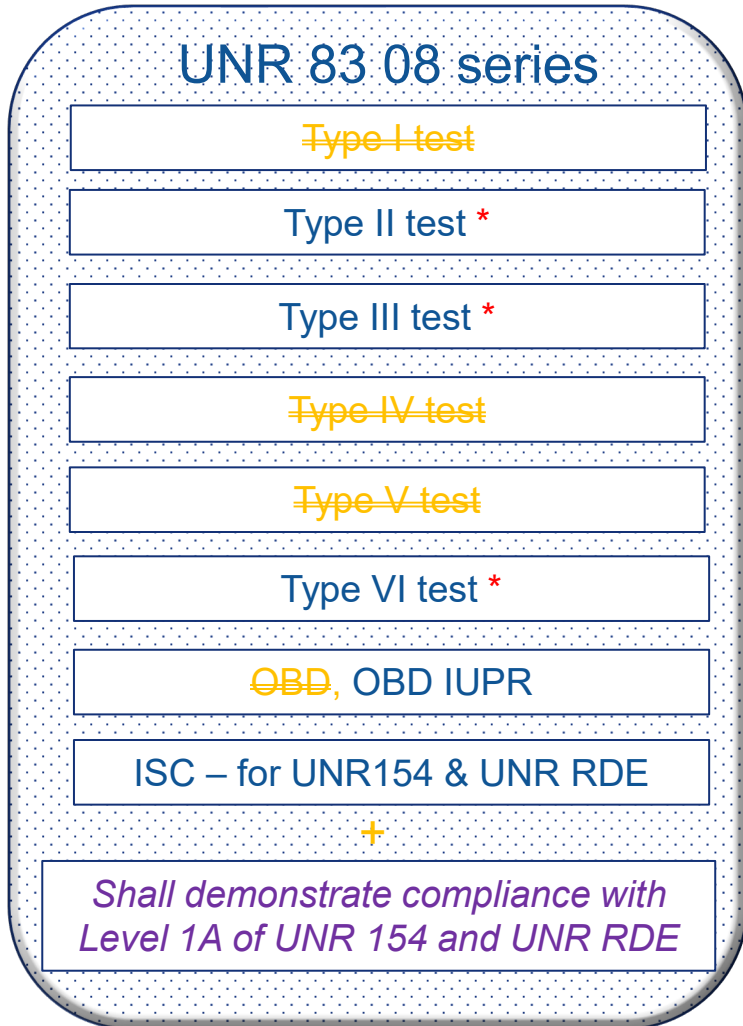 UNR 83 08 series
Type I test
Type II test *
Type III test *
Type IV test
Type V test
Type VI test *
OBD, OBD IUPR
ISC – for UNR154 & UNR RDE
+
Shall demonstrate compliance with
Level 1A of UNR 154 and UNR RDE